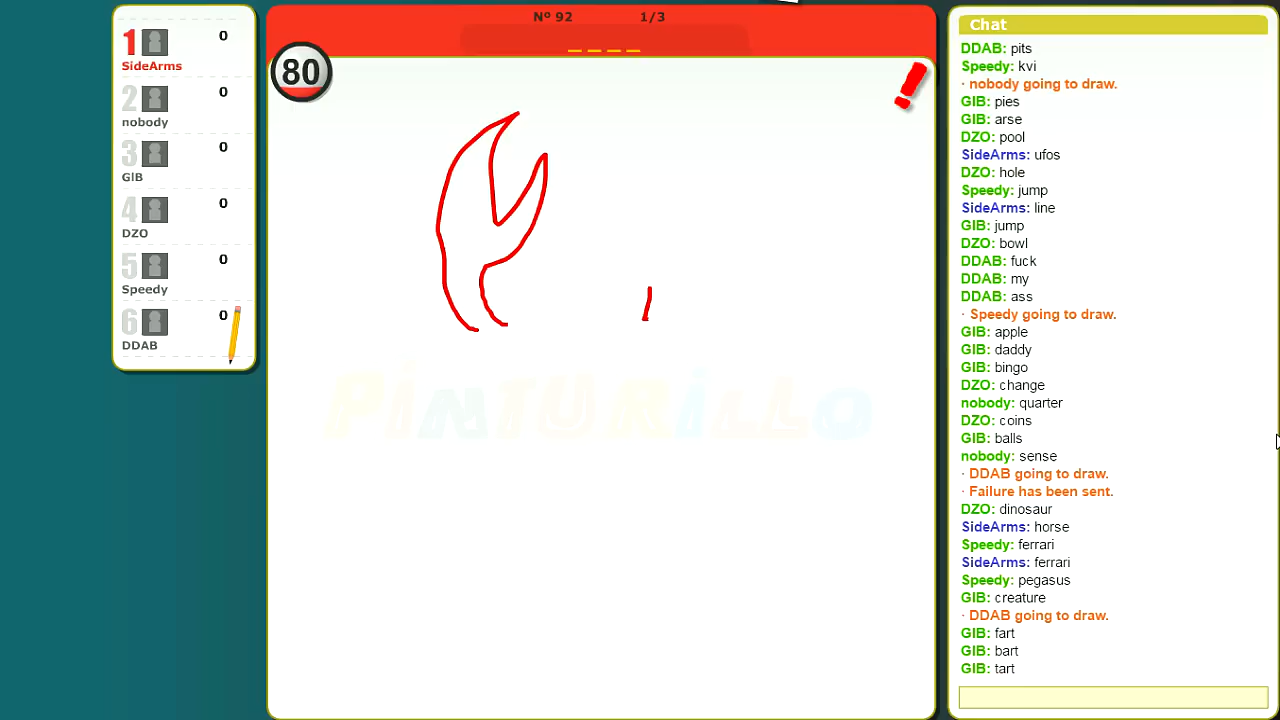 1 0
SideArms
2 0
nobody
3 0
GIB
4 0
DZO
5 0
Speedy
6 0
DDAB
Nº 92 1/3
_ _ _ _
80
!
PiNTURiLLO
Chat
DDAB: pits
Speedy: kvi
· nobody going to draw.
GIB: pies
GIB: arse
DZO: pool
SideArms: ufos
DZO: hole
Speedy: jump
SideArms: line
GIB: jump
DZO: bowl
DDAB: fuck
DDAB: my
DDAB: ass
· Speedy going to draw.
GIB: apple
GIB: daddy
GIB: bingo
DZO: change
nobody: quarter
DZO: coins
GIB: balls
nobody: sense
· DDAB going to draw.
· Failure has been sent.
DZO: dinosaur
SideArms: horse
Speedy: ferrari
SideArms: ferrari
Speedy: pegasus
GIB: creature
· DDAB going to draw.
GIB: fart
GIB: bart
GIB: tart